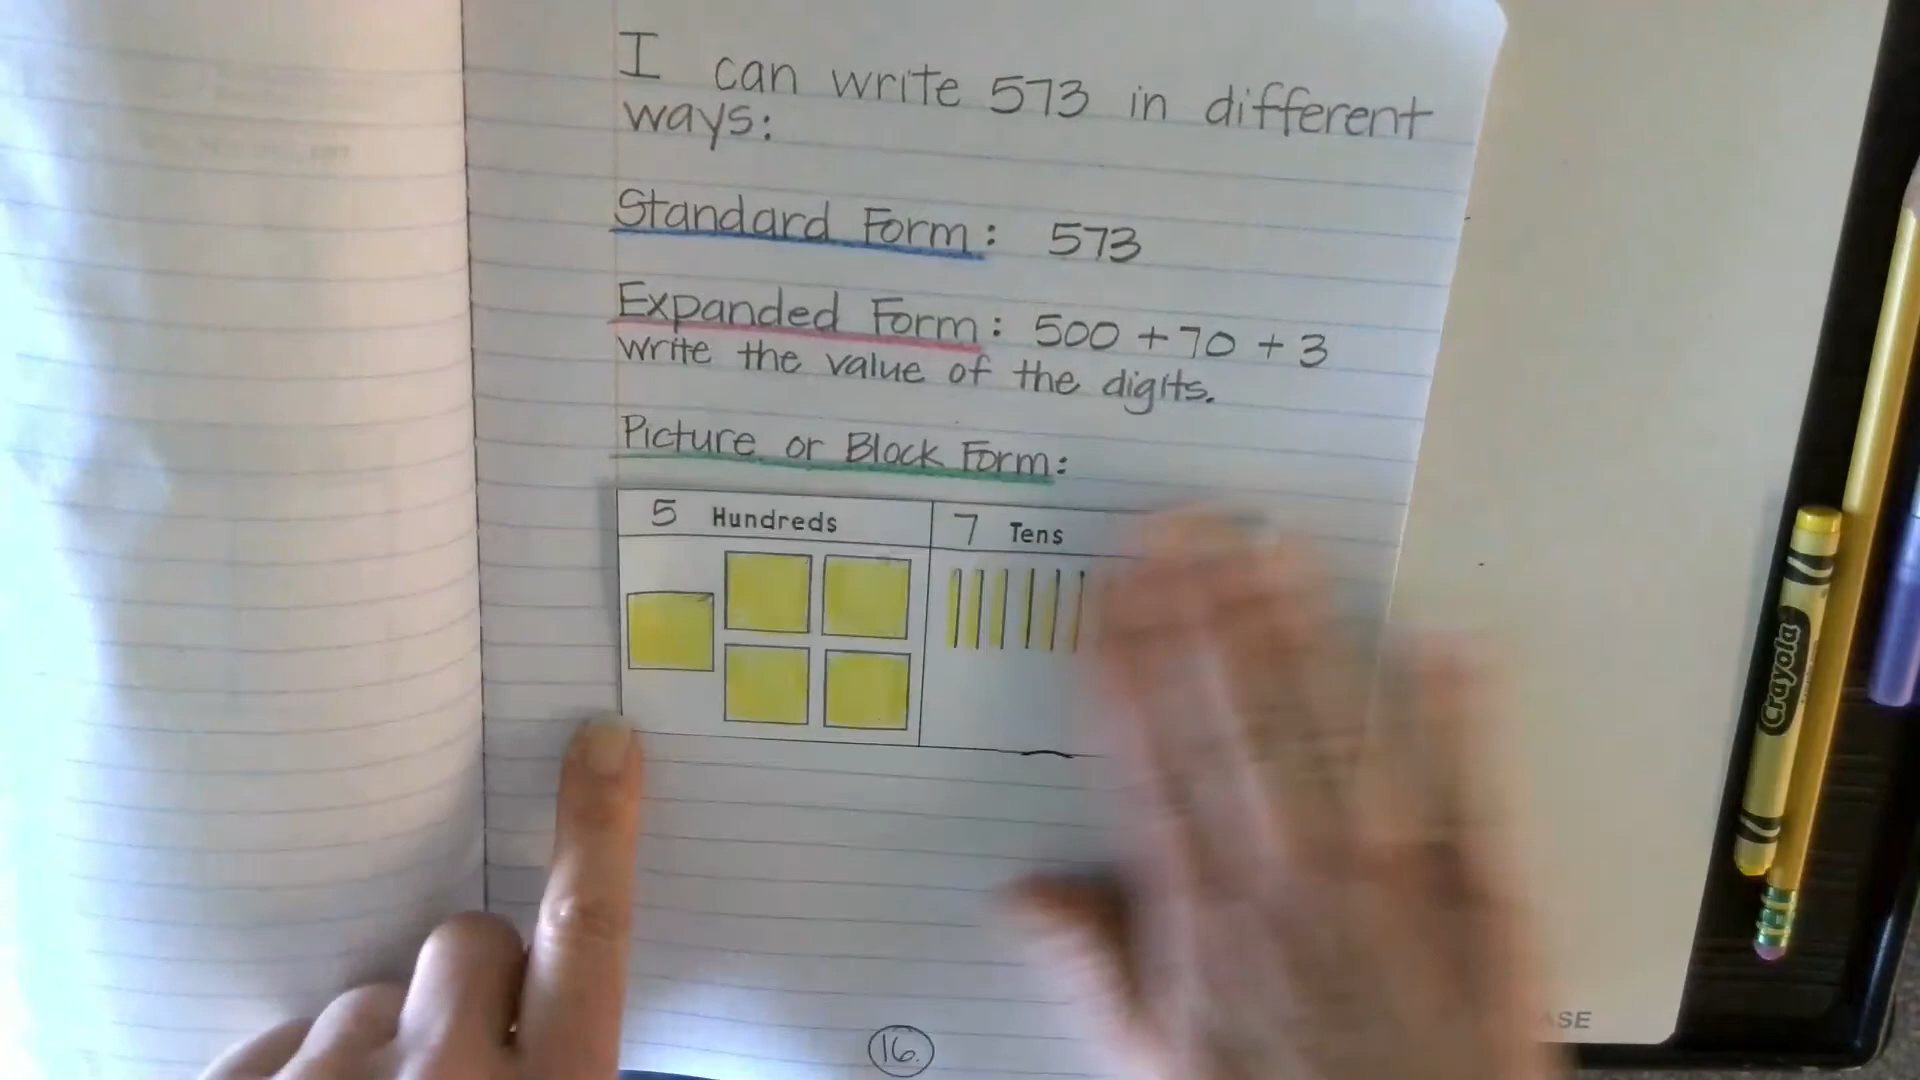 I can write 573 in different
ways:
Standard Form: 573
Expanded Form: 500 + 70 + 3
write the value of the digits.
Picture or Block Form:
5 Hundreds 7 Tens
Crayola
ASE
16.